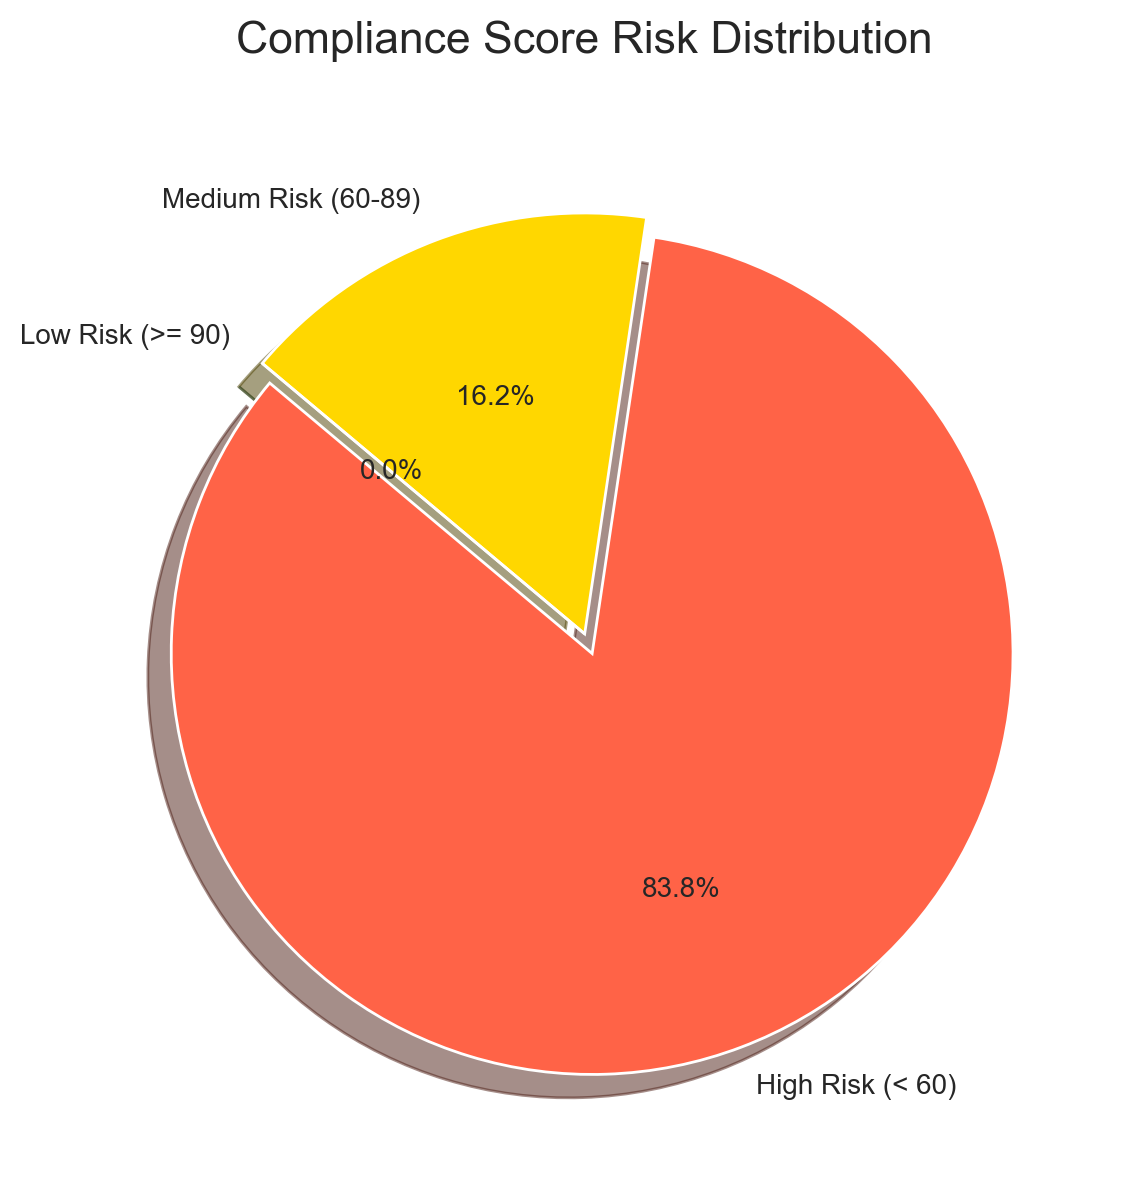 Compliance Score Risk Distribution
Medium Risk (60-89)
Low Risk (>= 90)
16.2%
0.0%
83.8%
High Risk (< 60)